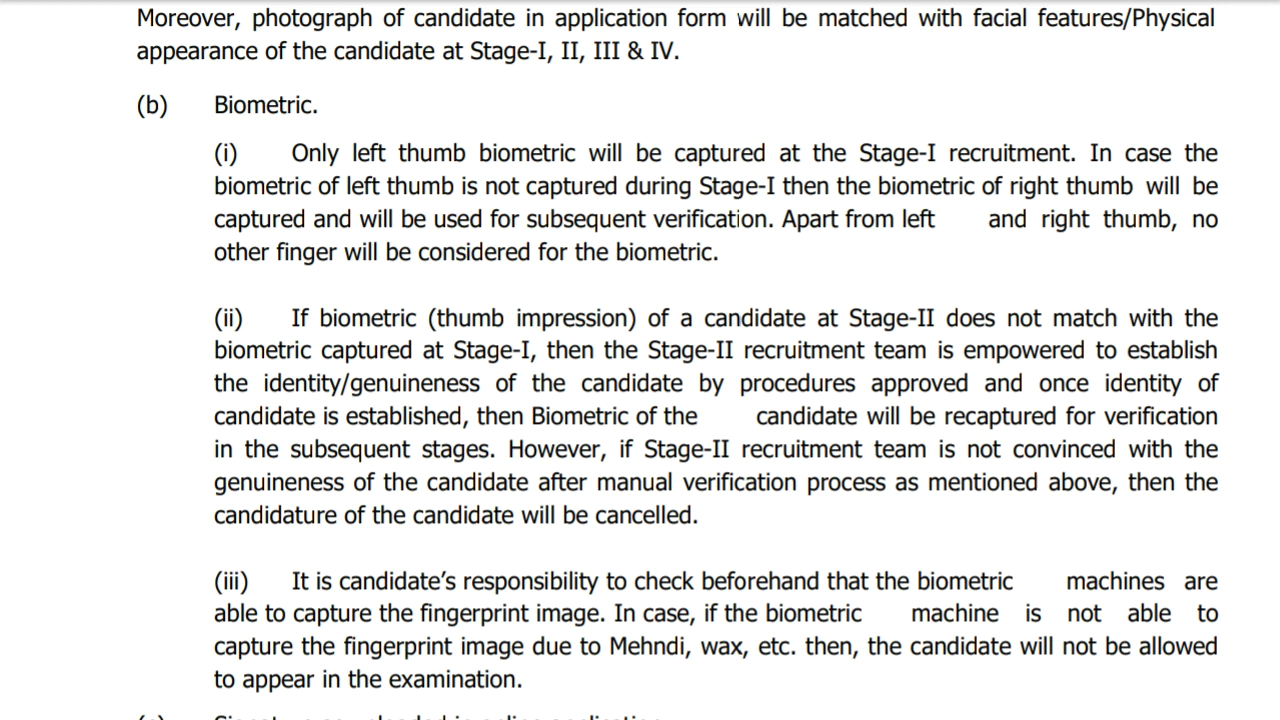 Moreover, photograph of candidate in application form will be matched with facial features/Physical
appearance of the candidate at Stage-I, II, III & IV.
(b) Biometric.
(i) Only left thumb biometric will be captured at the Stage-I recruitment. In case the
biometric of left thumb is not captured during Stage-I then the biometric of right thumb will be
captured and will be used for subsequent verification. Apart from left and right thumb, no
other finger will be considered for the biometric.
(ii) If biometric (thumb impression) of a candidate at Stage-II does not match with the
biometric captured at Stage-I, then the Stage-II recruitment team is empowered to establish
the identity/genuineness of the candidate by procedures approved and once identity of
candidate is established, then Biometric of the candidate will be recaptured for verification
in the subsequent stages. However, if Stage-II recruitment team is not convinced with the
genuineness of the candidate after manual verification process as mentioned above, then the
candidature of the candidate will be cancelled.
(iii) It is candidate’s responsibility to check beforehand that the biometric machines are
able to capture the fingerprint image. In case, if the biometric machine is not able to
capture the fingerprint image due to Mehndi, wax, etc. then, the candidate will not be allowed
to appear in the examination.